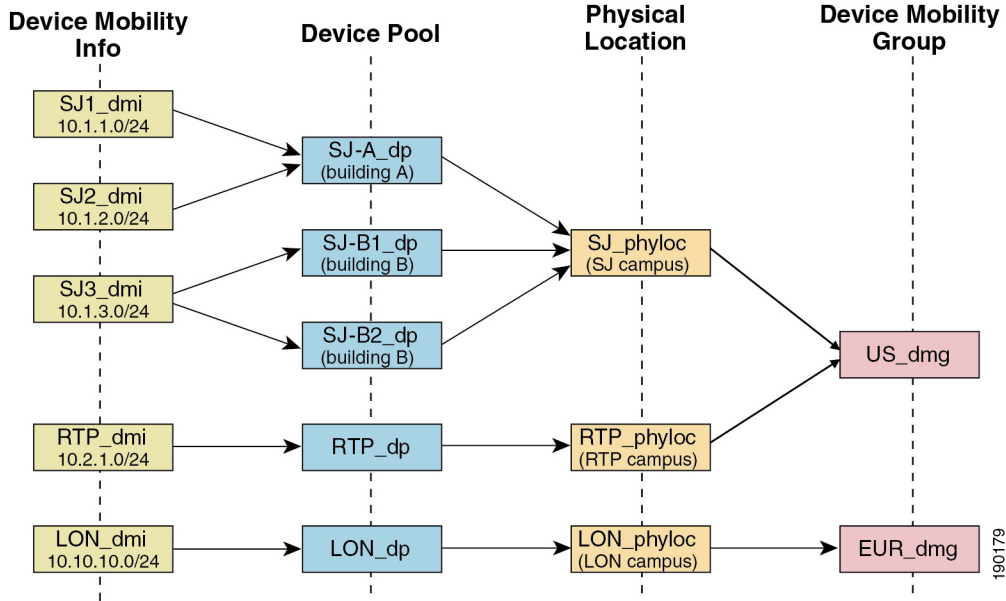 Device Mobility
Info
Device Pool
Physical
Location
Device Mobility
Group
SJ1_dmi
10.1.1.0/24
SJ2_dmi
10.1.2.0/24
SJ3_dmi
10.1.3.0/24
RTP_dmi
10.2.1.0/24
LON_dmi
10.10.10.0/24
SJ-A_dp
(building A)
SJ-B1_dp
(building B)
SJ-B2_dp
(building B)
RTP_dp
LON_dp
SJ_phyloc
(SJ campus)
RTP_phyloc
(RTP campus)
LON_phyloc
(LON campus)
US_dmg
EUR_dmg
190179